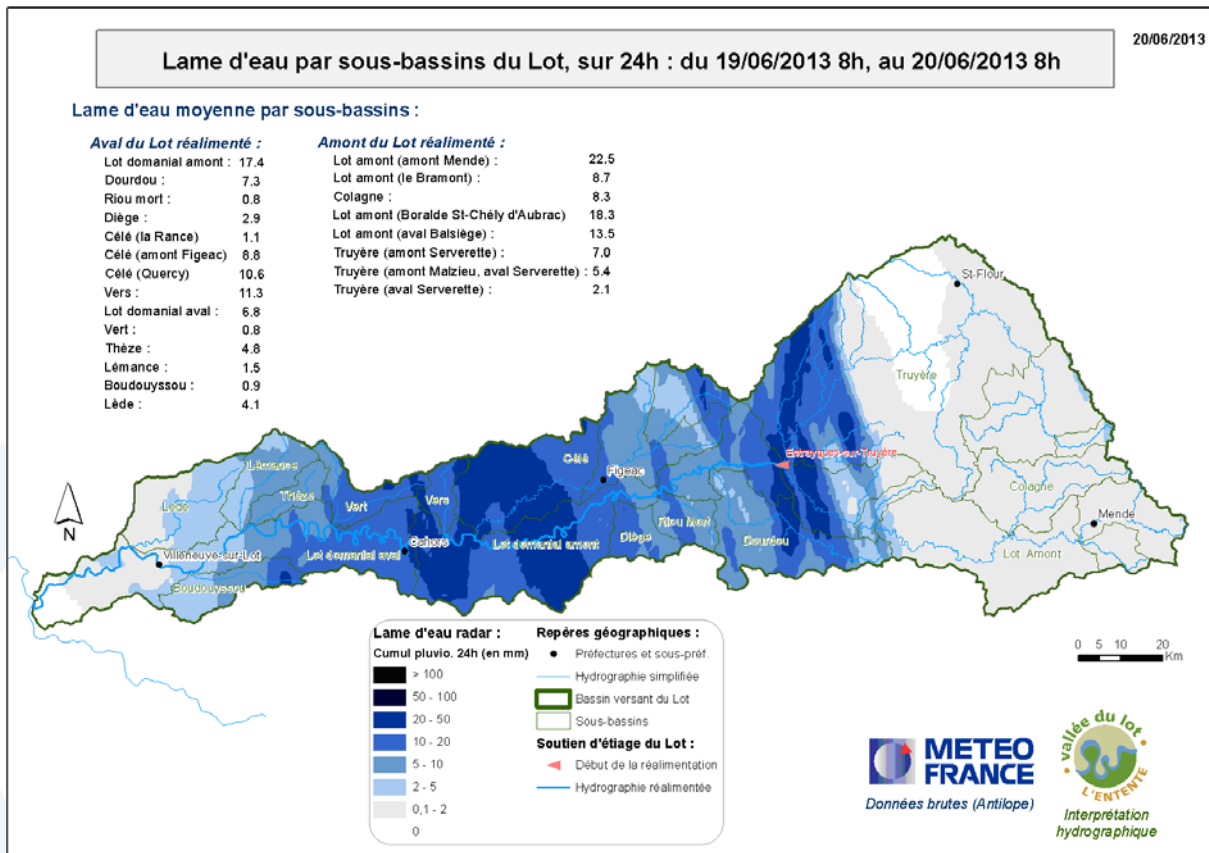 20/06/2013
Lame d'eau par sous-bassins du Lot, sur 24h : du 19/06/2013 8h, au 20/06/2013 8h
Lame d'eau moyenne par sous-bassins :
Aval du Lot réalimenté :
Lot domanial amont : 17.4
Dourdou : 7.3
Riou mort : 0.8
Diège : 2.9
Célé (la Rance) 1.1
Célé (amont Figeac) 8.8
Célé (Quercy) 10.6
Vers : 11.3
Lot domanial aval : 6.8
Vert : 0.8
Thèze : 4.8
Lémance : 1.5
Boudouyssou : 0.9
Lède : 4.1
Amont du Lot réalimenté :
Lot amont (amont Mende) : 22.5
Lot amont (le Bramont) : 8.7
Colagne : 8.3
Lot amont (Boralde St-Chély d'Aubrac) 18.3
Lot amont (aval Balsiège) : 13.5
Truyère (amont Serverette) : 7.0
Truyère (amont Malzieu, aval Serverette) : 5.4
Truyère (aval Serverette) : 2.1
St-Flour
Truyère
Entraygues-sur-Truyère
Célé
Figeac
Lémance
Thèze
Vert
Vers
Lède
Colagne
Mende
Riou Mort
Villeneuve-sur-Lot
Cahors
Lot domanial aval
Lot domanial amont
Diège
Dourdou
Lot Amont
Boudouyssou
N
Lame d'eau radar :
Cumul pluvio. 24h (en mm)
> 100
50 - 100
20 - 50
10 - 20
5 - 10
2 - 5
0,1 - 2
0
Repères géographiques :
Préfectures et sous-préf.
Hydrographie simplifiée
Bassin versant du Lot
Sous-bassins
Soutien d'étiage du Lot :
Début de la réalimentation
Hydrographie réalimentée
0 5 10 20
Km
METEO
FRANCE
Données brutes (Antilope)
vallée du lot
L'ENTENTE
Interprétation
hydrographique